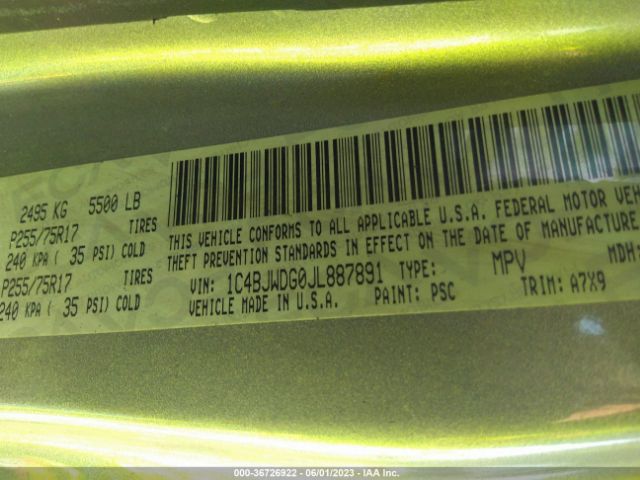 2495 KG 5500 LB
P255/75R17 TIRES
240 KPA ( 35 PSI) COLD
P255/75R17 TIRES
240 KPA ( 35 PSI) COLD
THIS VEHICLE CONFORMS TO ALL APPLICABLE U.S.A. FEDERAL MOTOR
THEFT PREVENTION STANDARDS IN EFFECT ON THE DATE OF MANUFACTURE
VIN: 1C4BJWDG0JL887891 TYPE: MPV MDH:
VEHICLE MADE IN U.S.A. PAINT: PSC TRIM: A7X9
000-36726922 - 06/01/2023 - IAA Inc.